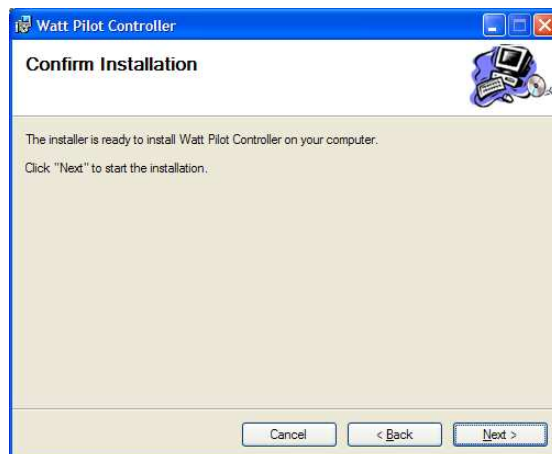 Watt Pilot Controller
Confirm Installation
The installer is ready to install Watt Pilot Controller on your computer.
Click "Next" to start the installation.
Cancel
< Back
Next >